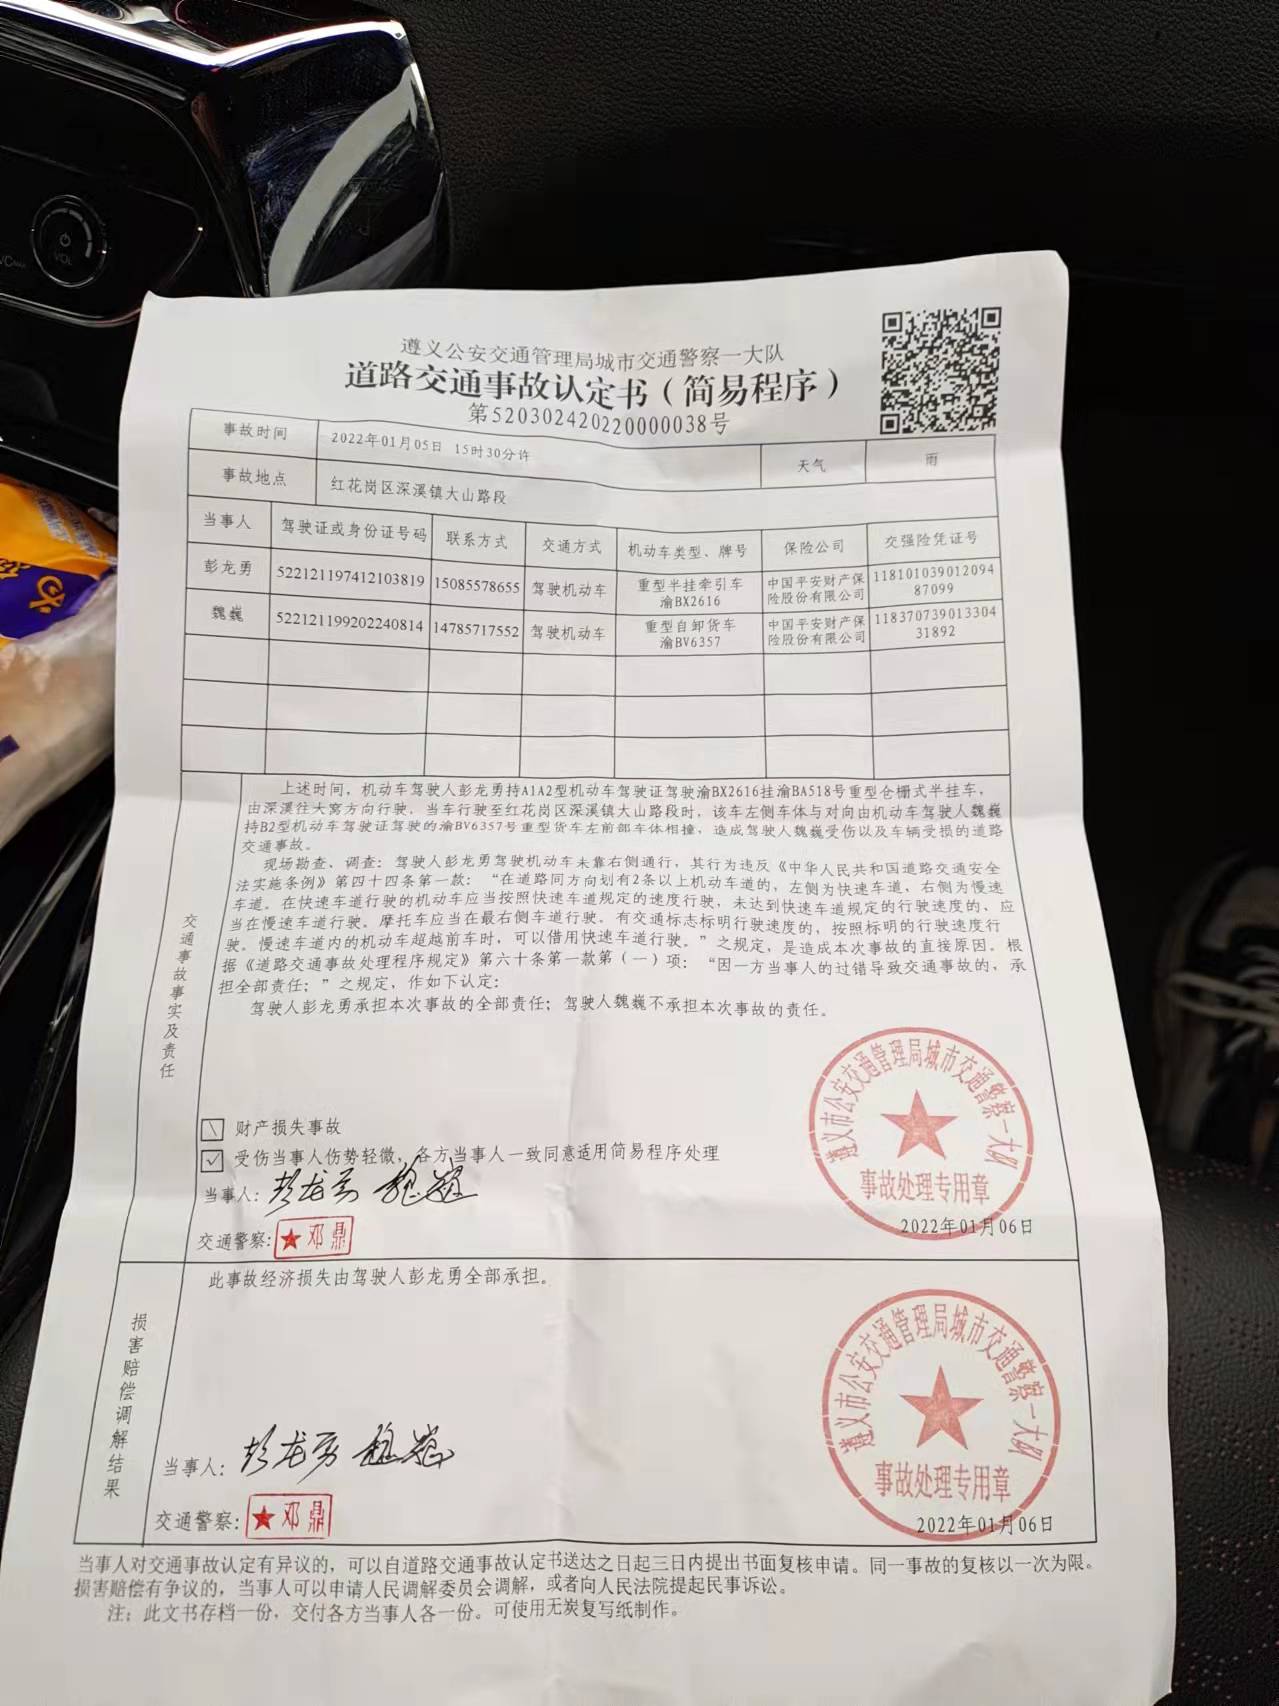 VOL
遵义公安交通管理局城市交通警察一大队
道路交通事故认定书（简易程序）
第520302420220000038号
事故时间 2022年01月05日 15时30分许 天气 雨
事故地点 红花岗区深溪镇大山路段
当事人 驾驶证或身份证号码 联系方式 交通方式 机动车类型、牌号 保险公司 交强险凭证号
彭龙勇 522121197412103819 15085578655 驾驶机动车 重型半挂牵引车 渝BX2616 中国平安财产保险股份有限公司 11810103901209487099
魏巍 522121199202240814 14785717552 驾驶机动车 重型自卸货车 渝BV6357 中国平安财产保险股份有限公司 11837073901330431892
交通事故事实及责任
上述时间，机动车驾驶人彭龙勇持A1A2型机动车驾驶证驾驶渝BX2616挂渝BA518号重型仓栅式半挂车，
由深溪往大窝方向行驶，当车行驶至红花岗区深溪镇大山路段时，该车左侧车体与对向由机动车驾驶人魏巍
持B2型机动车驾驶证驾驶的渝BV6357号重型货车左前部车体相撞，造成驾驶人魏巍受伤以及车辆受损的道路
交通事故。
现场勘查、调查：驾驶人彭龙勇驾驶机动车未靠右侧通行，其行为违反《中华人民共和国道路交通安全
法实施条例》第四十四条第一款：“在道路同方向划有2条以上机动车道的，左侧为快速车道，右侧为慢速
车道。在快速车道行驶的机动车应当按照快速车道规定的速度行驶，未达到快速车道规定的行驶速度的，应
当在慢速车道行驶。摩托车应当在最右侧车道行驶。有交通标志标明行驶速度的，按照标明的行驶速度行
驶。慢速车道内的机动车超越前车时，可以借用快速车道行驶。”之规定，是造成本次事故的直接原因。根
据《道路交通事故处理程序规定》第六十条第一款第（一）项：“因一方当事人的过错导致交通事故的，承
担全部责任；”之规定，作如下认定：
驾驶人彭龙勇承担本次事故的全部责任；驾驶人魏巍不承担本次事故的责任。
财产损失事故
受伤当事人伤势轻微，各方当事人一致同意适用简易程序处理
当事人：彭龙勇 魏巍
交通警察：邓鼎
遵义市公安交通管理局城市交通警察一大队
事故处理专用章
2022年01月06日
损害赔偿调解结果
此事故经济损失由驾驶人彭龙勇全部承担。
当事人：彭龙勇 魏巍
交通警察：邓鼎
遵义市公安交通管理局城市交通警察一大队
事故处理专用章
2022年01月06日
当事人对交通事故认定有异议的，可以自道路交通事故认定书送达之日起三日内提出书面复核申请。同一事故的复核以一次为限。
损害赔偿有争议的，当事人可以申请人民调解委员会调解，或者向人民法院提起民事诉讼。
注：此文书存档一份，交付各方当事人各一份。可使用无炭复写纸制作。